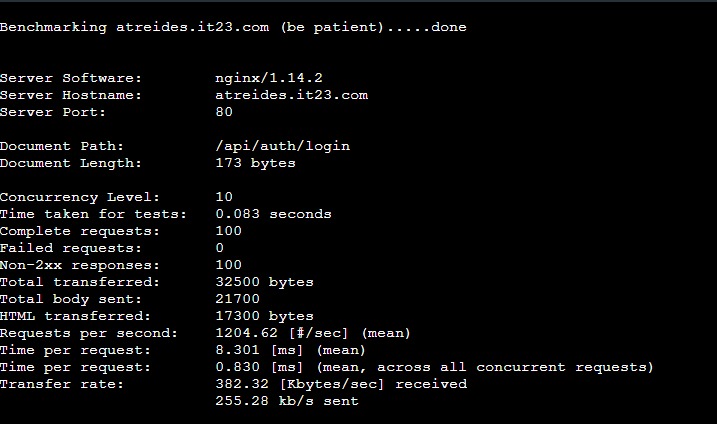 Benchmarking atreides.it23.com (be patient).....done
Server Software: nginx/1.14.2
Server Hostname: atreides.it23.com
Server Port: 80
Document Path: /api/auth/login
Document Length: 173 bytes
Concurrency Level: 10
Time taken for tests: 0.083 seconds
Complete requests: 100
Failed requests: 0
Non-2xx responses: 100
Total transferred: 32500 bytes
Total body sent: 21700
HTML transferred: 17300 bytes
Requests per second: 1204.62 [#/sec] (mean)
Time per request: 8.301 [ms] (mean)
Time per request: 0.830 [ms] (mean, across all concurrent requests)
Transfer rate: 382.32 [Kbytes/sec] received
255.28 kb/s sent